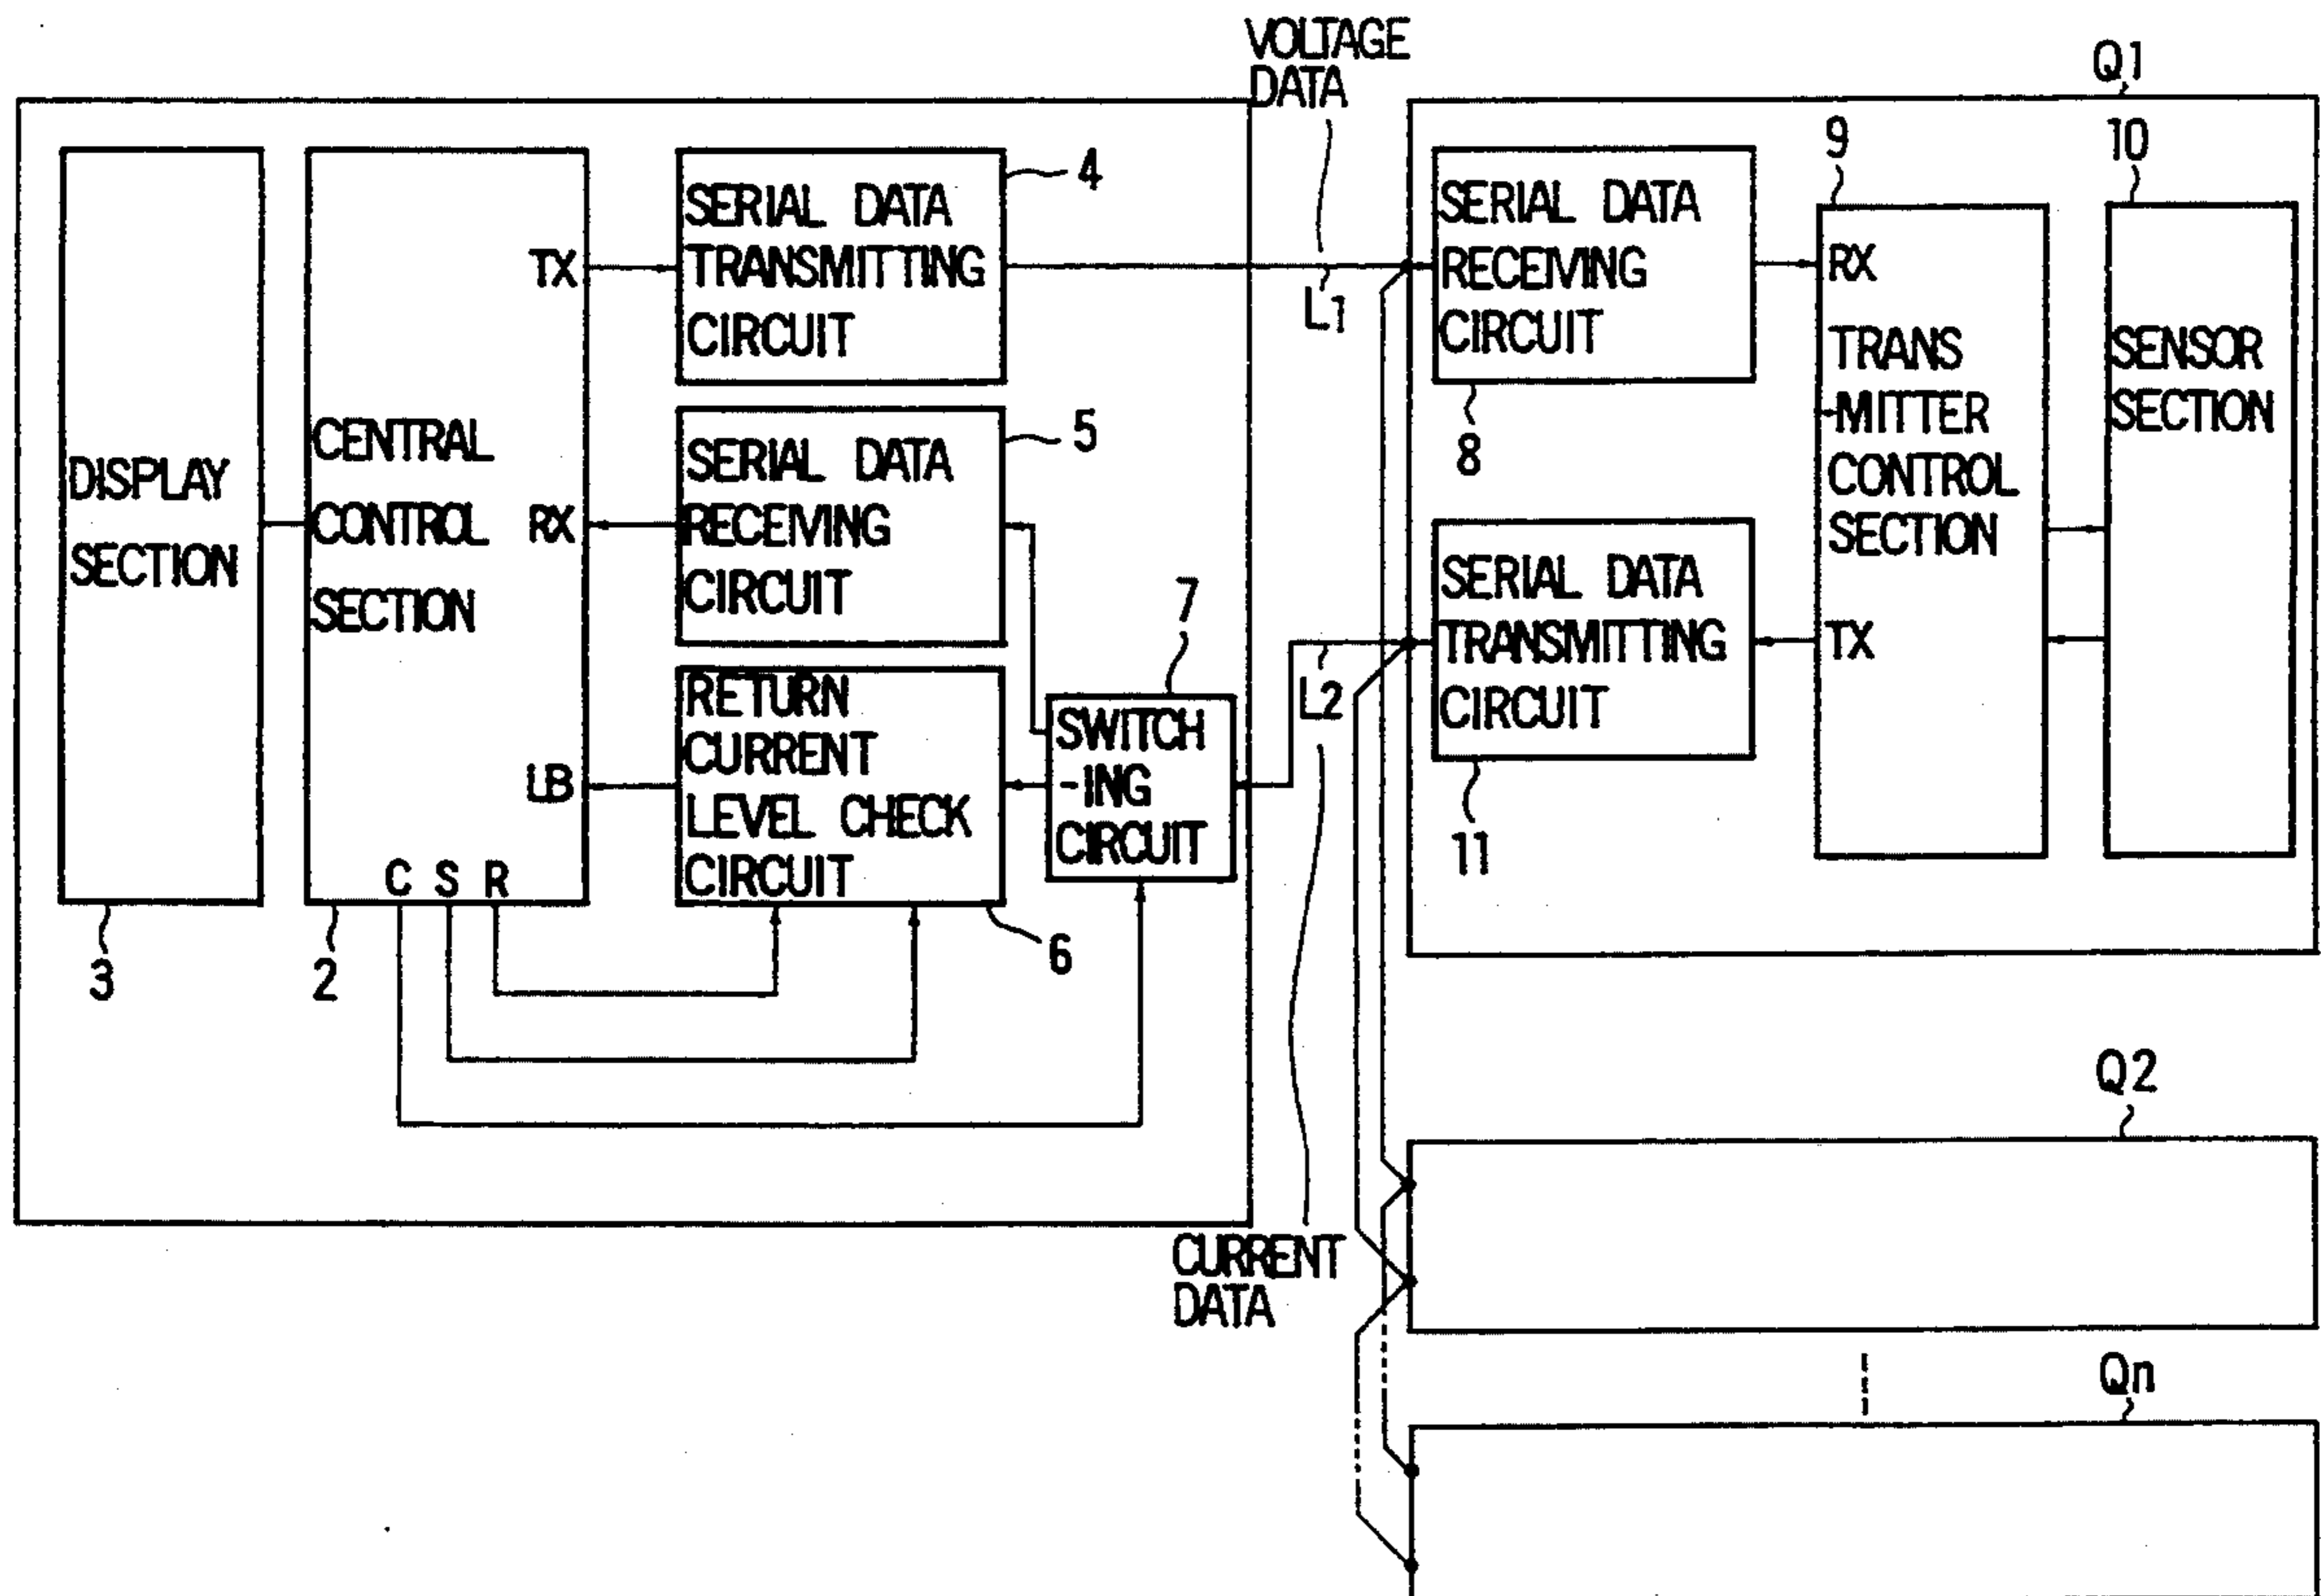 VOLTAGE
DATA
Q1
DISPLAY
SECTION
3
CENTRAL
CONTROL
SECTION
TX
RX
LB
C S R
2
SERIAL DATA
TRANSMITTING
CIRCUIT
4
SERIAL DATA
RECEIVING
CIRCUIT
5
RETURN
CURRENT
LEVEL CHECK
CIRCUIT
6
SWITCH
-ING
CIRCUIT
7
L1
L2
CURRENT
DATA
SERIAL DATA
RECEIVING
CIRCUIT
8
SERIAL DATA
TRANSMITTING
CIRCUIT
11
9
RX
TRANS
-MITTER
CONTROL
SECTION
TX
10
SENSOR
SECTION
Q2
Qn